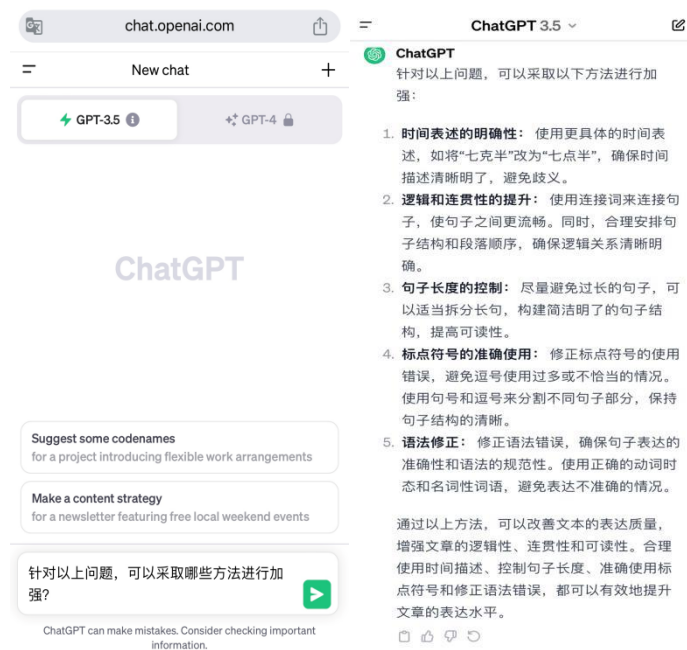 chat.openai.com
New chat
GPT-3.5
GPT-4
ChatGPT
Suggest some codenames
for a project introducing flexible work arrangements
Make a content strategy
for a newsletter featuring free local weekend events
针对以上问题，可以采取哪些方法进行加
强?
ChatGPT can make mistakes. Consider checking important
information.
ChatGPT 3.5
ChatGPT
针对以上问题，可以采取以下方法进行加
强：
1. 时间表述的明确性： 使用更具体的时间表
述，如将“七克半”改为“七点半”，确保时间
描述清晰明了，避免歧义。
2. 逻辑和连贯性的提升： 使用连接词来连接句
子，使句子之间更流畅。同时，合理安排句
子结构和段落顺序，确保逻辑关系清晰明
确。
3. 句子长度的控制： 尽量避免过长的句子，可
以适当拆分长句，构建简洁明了的句子结
构，提高可读性。
4. 标点符号的准确使用： 修正标点符号的使用
错误，避免逗号使用过多或不恰当的情况。
使用句号和逗号来分割不同句子部分，保持
句子结构的清晰。
5. 语法修正： 修正语法错误，确保句子表达的
准确性和语法的规范性。使用正确的动词时
态和名词性词语，避免表达不准确的情况。
通过以上方法，可以改善文本的表达质量，
增强文章的逻辑性、连贯性和可读性。合理
使用时间描述、控制句子长度、准确使用标
点符号和修正语法错误，都可以有效地提升
文章的表达水平。